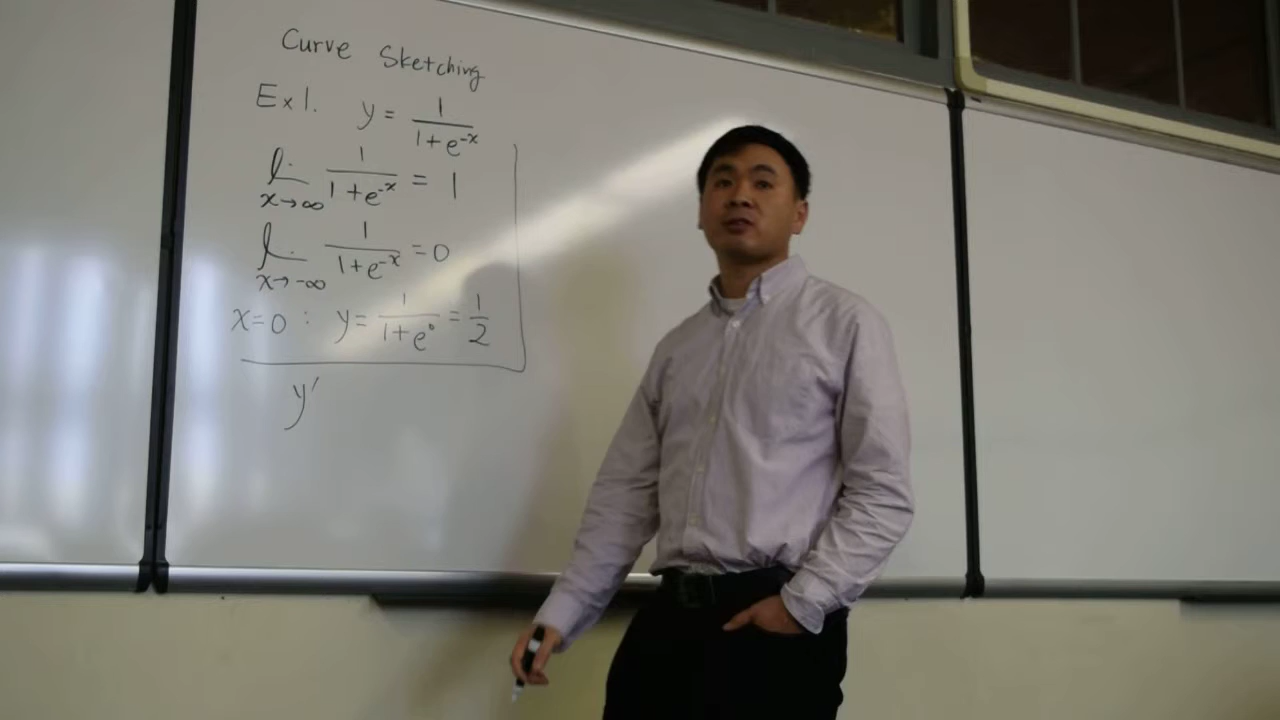 Curve Sketching
Ex 1. y = 1/(1+e^-x)
lim x→∞ 1/(1+e^-x) = 1
lim x→-∞ 1/(1+e^-x) = 0
x=0 : y= 1/(1+e^0) = 1/2
y'